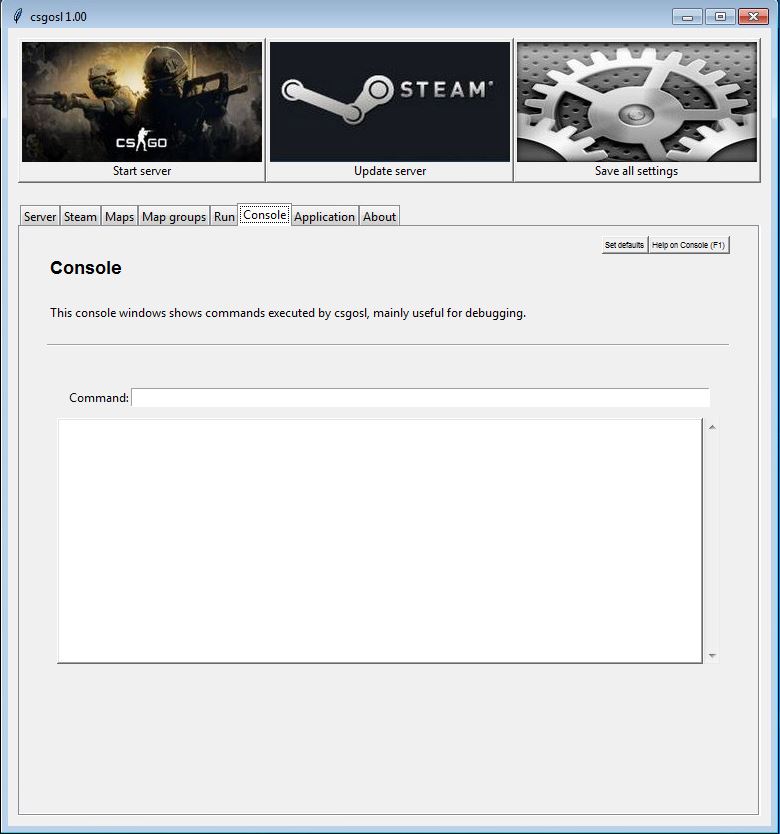 csgosl 1.00
CS GO
STEAM
Start server
Update server
Save all settings
Server
Steam
Maps
Map groups
Run
Console
Application
About
Set defaults
Help on Console (F1)
Console
This console windows shows commands executed by csgosl, mainly useful for debugging.
Command: